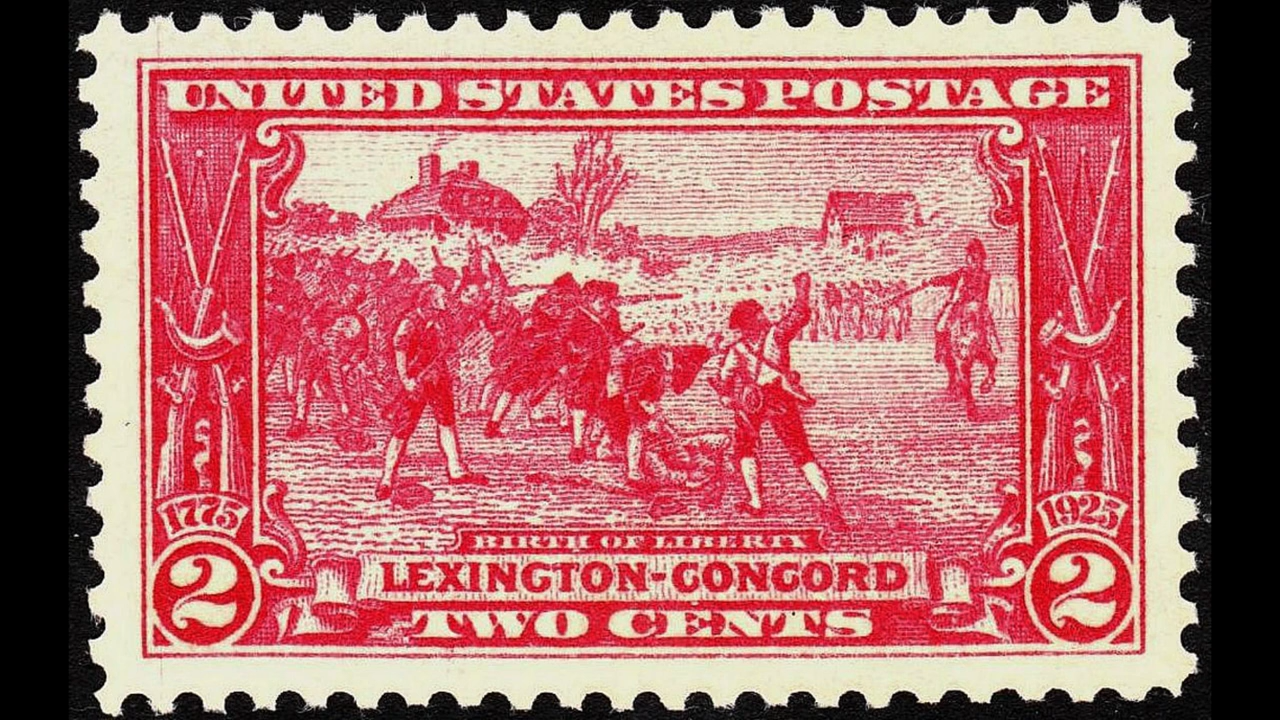 UNITED STATES POSTAGE
1775 1925
BIRTH OF LIBERTY
LEXINGTON-CONCORD
2 2
TWO CENTS